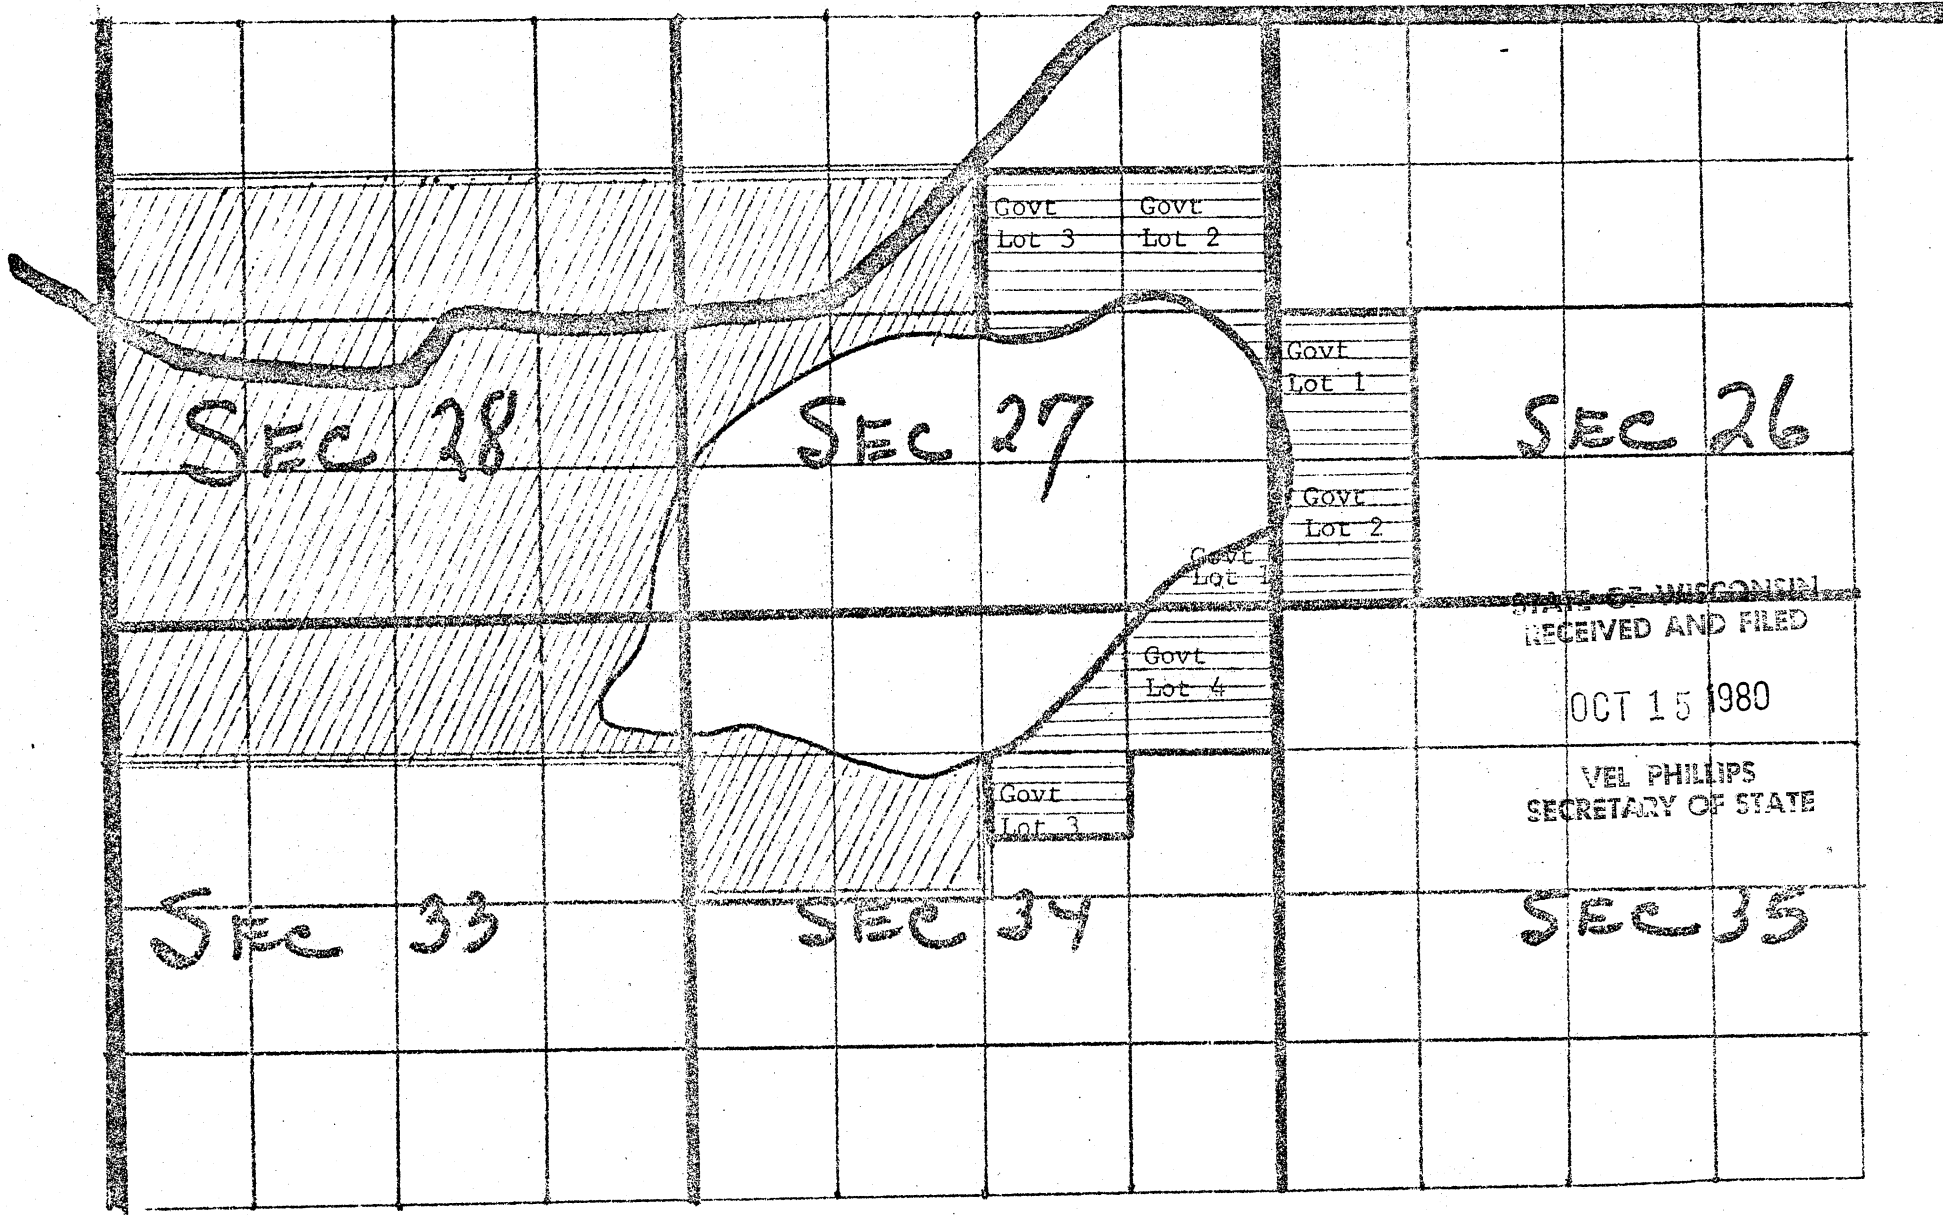 Govt
Lot 3
Govt
Lot 2
Govt
Lot 1
SEC 28
SEC 27
SEC 26
Govt
Lot 2
Govt
Lot 1
STATE OF WISCONSIN
RECEIVED AND FILED
Govt
Lot 4
OCT 15 1980
VEL PHILLIPS
SECRETARY OF STATE
Govt
Lot 3
SEC 33
SEC 34
SEC 35